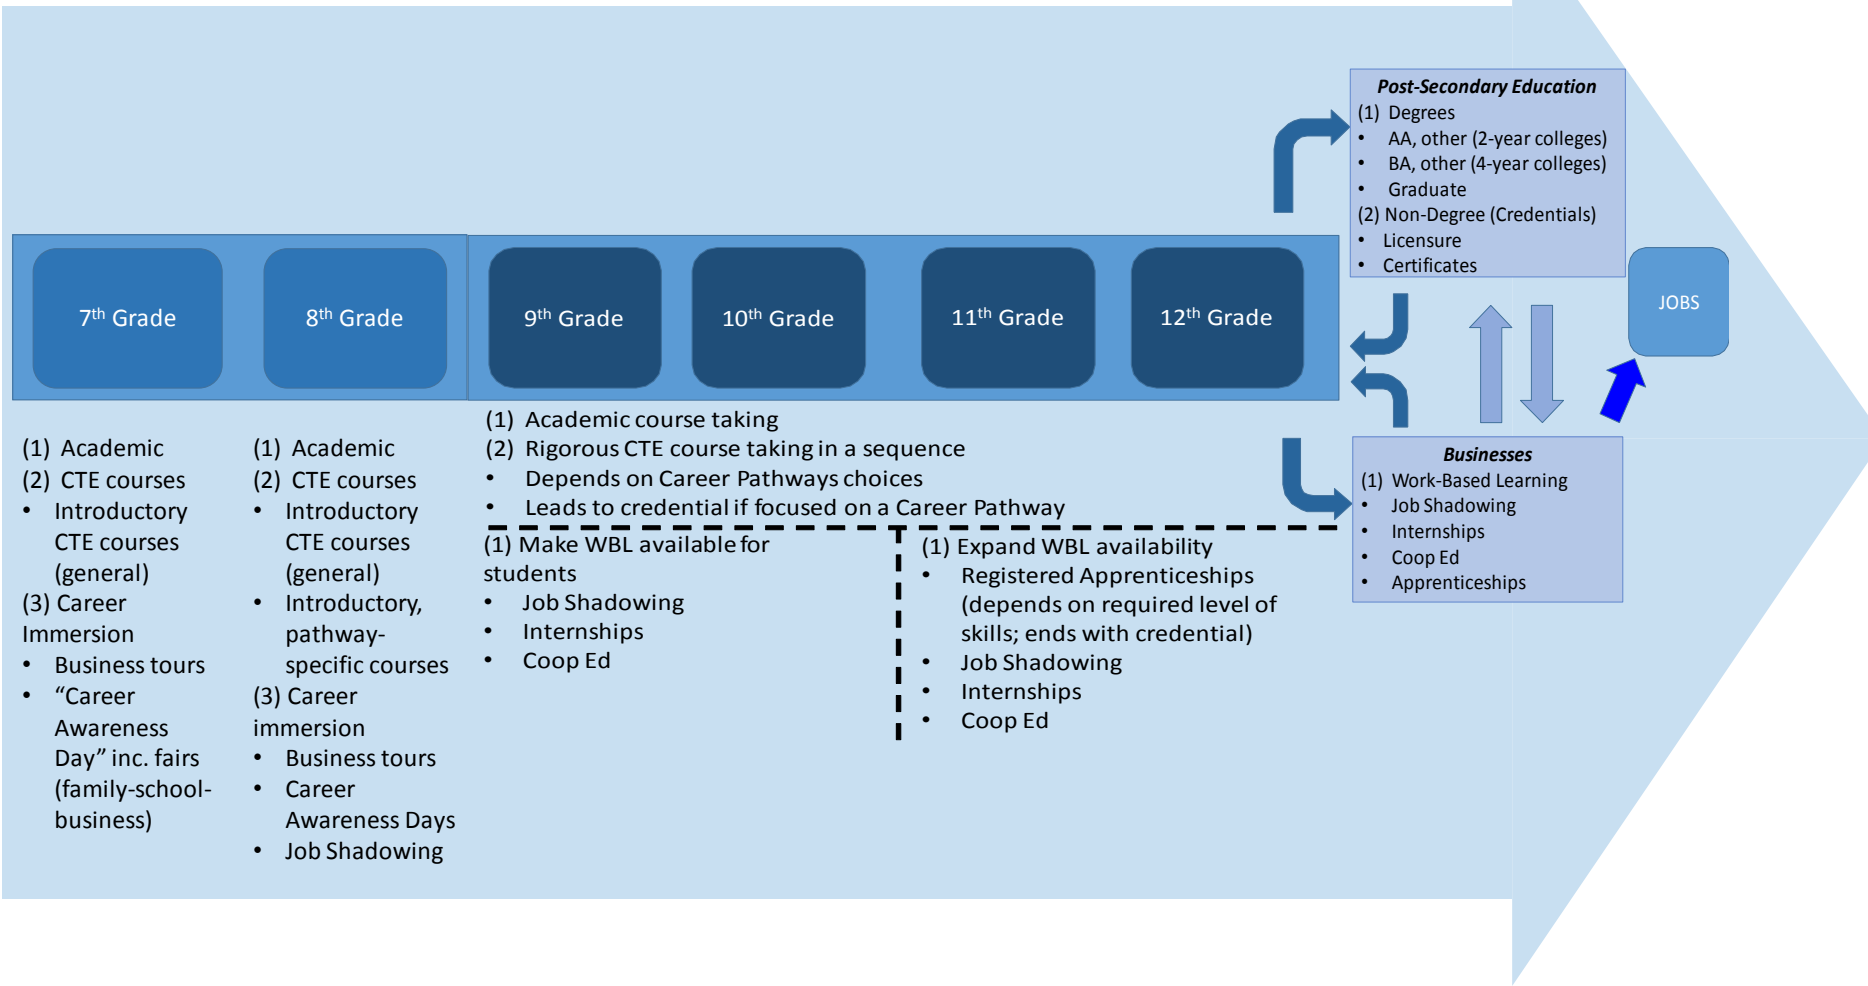 7th Grade
8th Grade
9th Grade
10th Grade
11th Grade
12th Grade
(1) Academic
(2) CTE courses
• Introductory
CTE courses
(general)
(3) Career
Immersion
• Business tours
• “Career
Awareness
Day” inc. fairs
(family-school-
business)
(1) Academic
(2) CTE courses
• Introductory
CTE courses
(general)
• Introductory,
pathway-
specific courses
(3) Career
immersion
• Business tours
• Career
Awareness Days
• Job Shadowing
(1) Academic course taking
(2) Rigorous CTE course taking in a sequence
• Depends on Career Pathways choices
• Leads to credential if focused on a Career Pathway
(1) Make WBL available for
students
• Job Shadowing
• Internships
• Coop Ed
(1) Expand WBL availability
• Registered Apprenticeships
(depends on required level of
skills; ends with credential)
• Job Shadowing
• Internships
• Coop Ed
Post-Secondary Education
(1) Degrees
• AA, other (2-year colleges)
• BA, other (4-year colleges)
• Graduate
(2) Non-Degree (Credentials)
• Licensure
• Certificates
JOBS
Businesses
(1) Work-Based Learning
• Job Shadowing
• Internships
• Coop Ed
• Apprenticeships